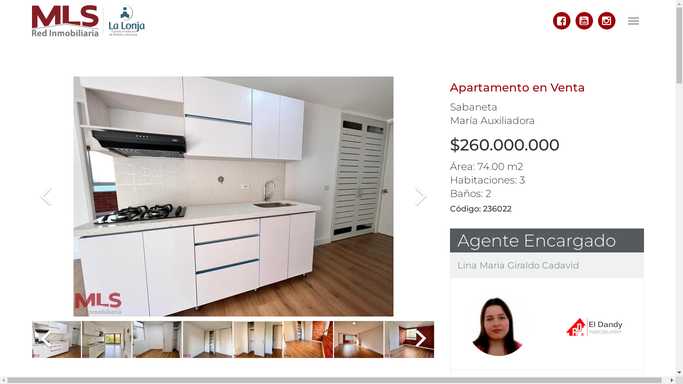 MLS
Red Inmobiliaria
La Lonja
Apartamento en Venta
Sabaneta
María Auxiliadora
$260.000.000
Área: 74.00 m2
Habitaciones: 3
Baños: 2
Código: 236022
Agente Encargado
Lina Maria Giraldo Cadavid
MLS
El Dandy